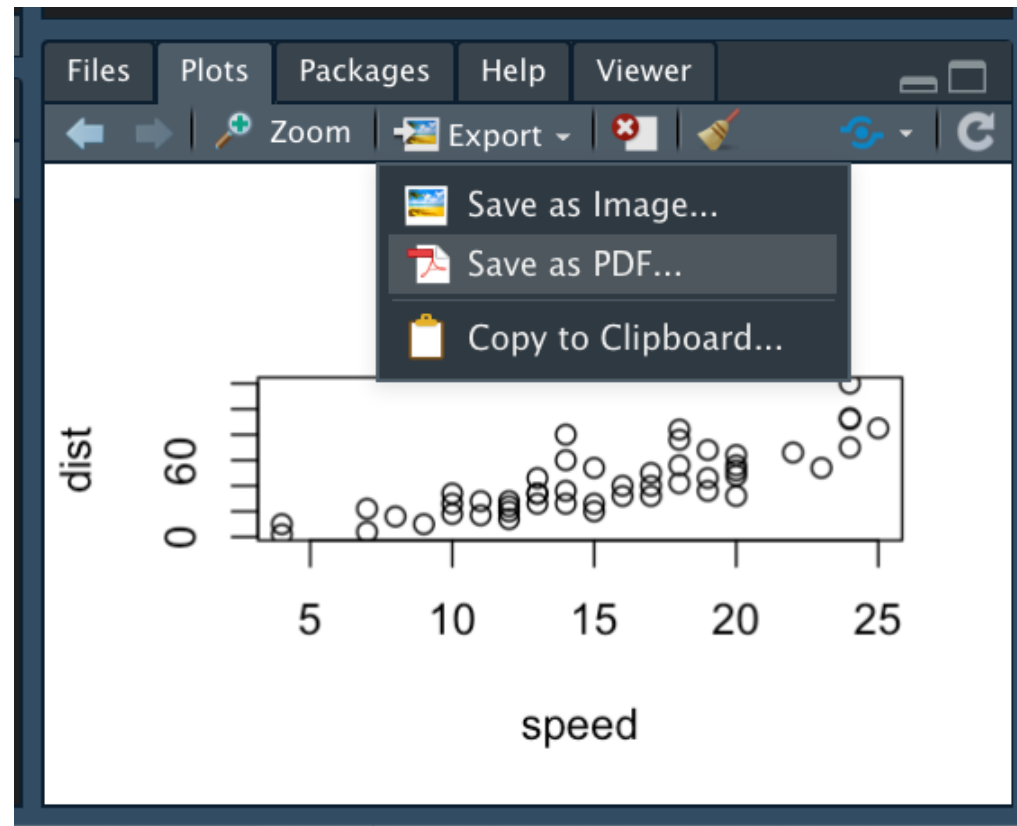 Files Plots Packages Help Viewer
Zoom Export
Save as Image...
Save as PDF...
Copy to Clipboard...
dist
60
0
5 10 15 20 25
speed